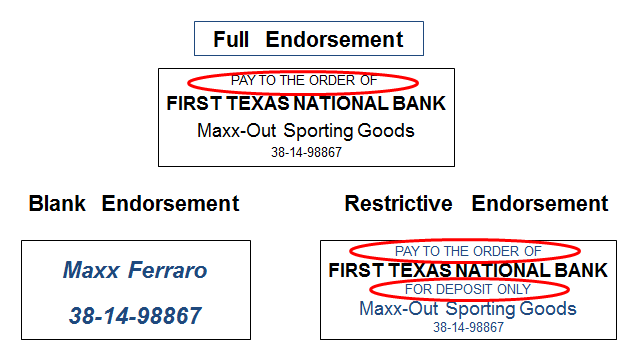 Full Endorsement
PAY TO THE ORDER OF
FIRST TEXAS NATIONAL BANK
Maxx-Out Sporting Goods
38-14-98867
Blank Endorsement
Maxx Ferraro
38-14-98867
Restrictive Endorsement
PAY TO THE ORDER OF
FIRST TEXAS NATIONAL BANK
FOR DEPOSIT ONLY
Maxx-Out Sporting Goods
38-14-98867